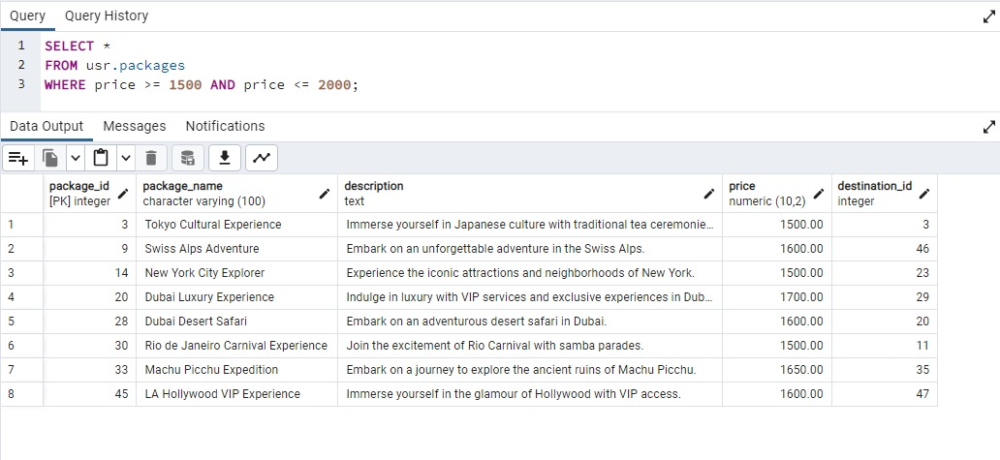 Query Query History
1 SELECT *
2 FROM usr.packages
3 WHERE price >= 1500 AND price <= 2000;
Data Output Messages Notifications
package_id package_name description price destination_id
[PK] integer character varying (100) text numeric (10,2) integer
1 3 Tokyo Cultural Experience Immerse yourself in Japanese culture with traditional tea ceremonie... 1500.00 3
2 9 Swiss Alps Adventure Embark on an unforgettable adventure in the Swiss Alps. 1600.00 46
3 14 New York City Explorer Experience the iconic attractions and neighborhoods of New York. 1500.00 23
4 20 Dubai Luxury Experience Indulge in luxury with VIP services and exclusive experiences in Dub... 1700.00 29
5 28 Dubai Desert Safari Embark on an adventurous desert safari in Dubai. 1600.00 20
6 30 Rio de Janeiro Carnival Experience Join the excitement of Rio Carnival with samba parades. 1500.00 11
7 33 Machu Picchu Expedition Embark on a journey to explore the ancient ruins of Machu Picchu. 1650.00 35
8 45 LA Hollywood VIP Experience Immerse yourself in the glamour of Hollywood with VIP access. 1600.00 47